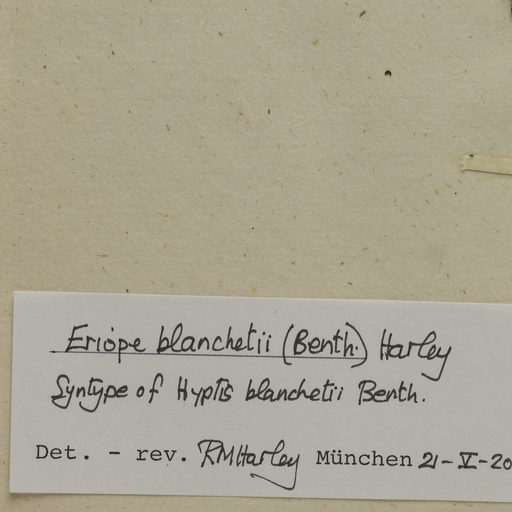 Eriope blanchetii (Benth.) Harley
Syntype of Hyptis blanchetii Benth.
Det. - rev. RMHarley München 21-V-20